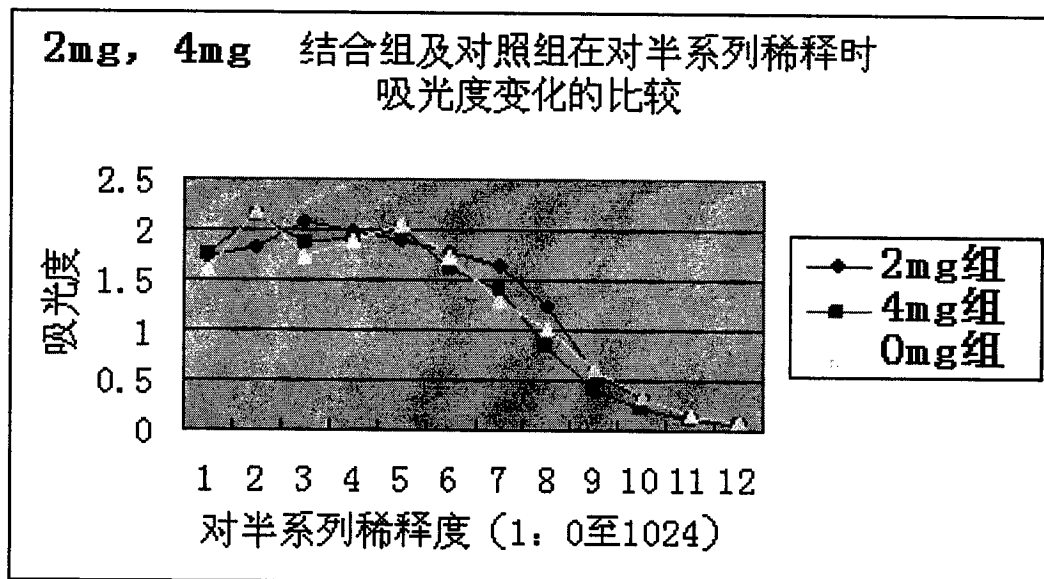 2mg, 4mg 结合组及对照组在对半系列稀释时
吸光度变化的比较
吸光度
2.5
2
1.5
1
0.5
0
1 2 3 4 5 6 7 8 9 10 11 12
对半系列稀释度（1：0至1024）
2mg组
4mg组
0mg组